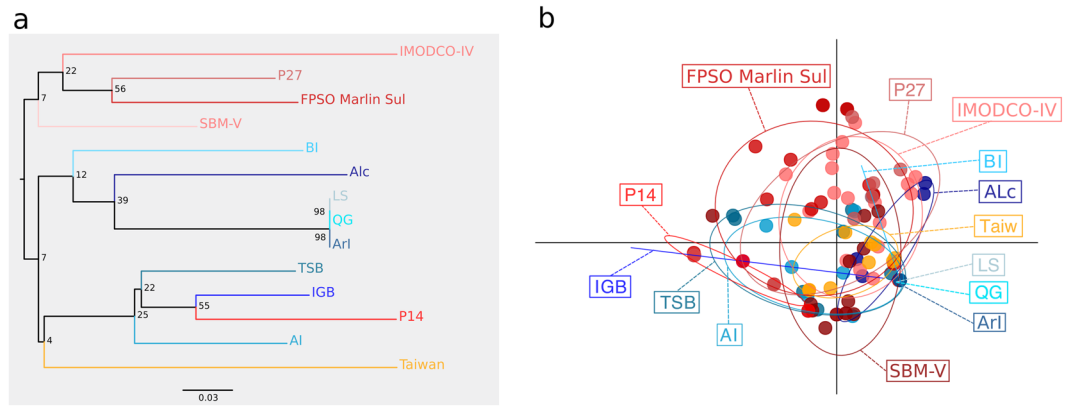 a
IMODCO-IV
22
P27
56
FPSO Marlin Sul
7
SBM-V
BI
12
Alc
39
LS
98
QG
98
ArI
7
TSB
22
IGB
55
P14
25
AI
4
Taiwan
0.03
b
FPSO Marlin Sul
P27
IMODCO-IV
BI
ALc
P14
Taiw
LS
IGB
TSB
QG
AI
ArI
SBM-V